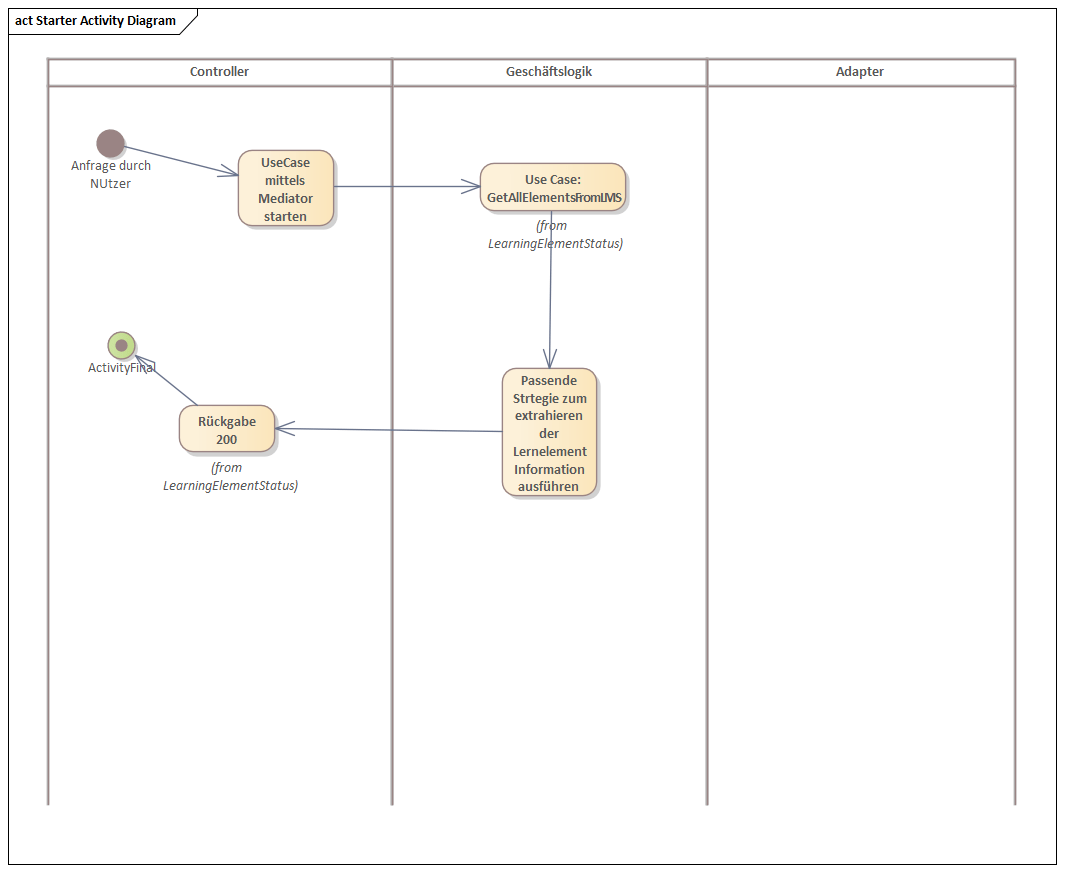 act Starter Activity Diagram
Controller
Geschäftslogik
Adapter
Anfrage durch
NUtzer
UseCase
mittels
Mediator
starten
Use Case:
GetAllElementsFromLMS
(from
LearningElementStatus)
ActivityFinal
Rückgabe
200
(from
LearningElementStatus)
Passende
Strtegie zum
extrahieren
der
Lernelement
Information
ausführen